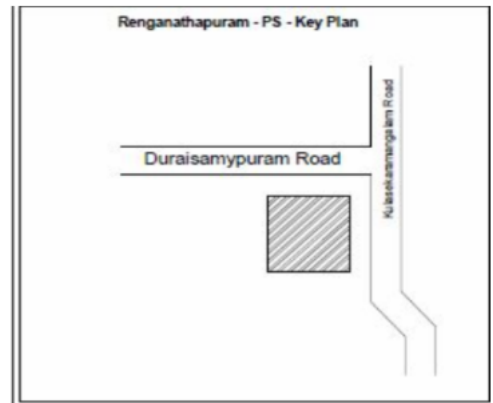 Renganathapuram - PS - Key Plan
Duraisamypuram Road
Kulasekaramangalam Road